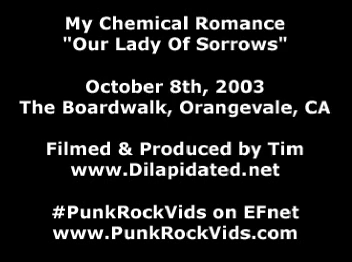 My Chemical Romance
"Our Lady Of Sorrows"
October 8th, 2003
The Boardwalk, Orangevale, CA
Filmed & Produced by Tim
www.Dilapidated.net
#PunkRockVids on EFnet
www.PunkRockVids.com